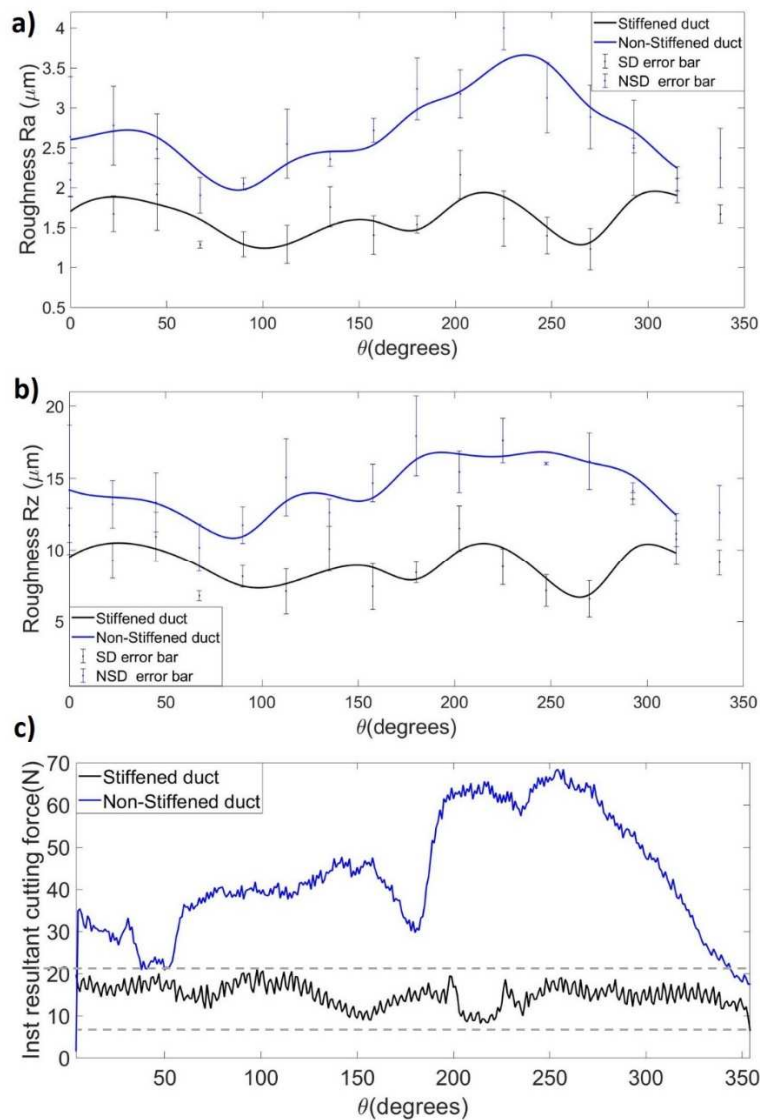 a)
4
3.5
3
2.5
2
1.5
1
0.5
Roughness Ra (μm)
Stiffened duct
Non-Stiffened duct
SD error bar
NSD error bar
0 50 100 150 200 250 300 350
θ(degrees)
b)
20
15
10
5
Roughness Rz (μm)
Stiffened duct
Non-Stiffened duct
SD error bar
NSD error bar
0 50 100 150 200 250 300 350
θ(degrees)
c)
70
60
50
40
30
20
10
0
Inst resultant cutting force(N)
Stiffened duct
Non-Stiffened duct
50 100 150 200 250 300 350
θ(degrees)